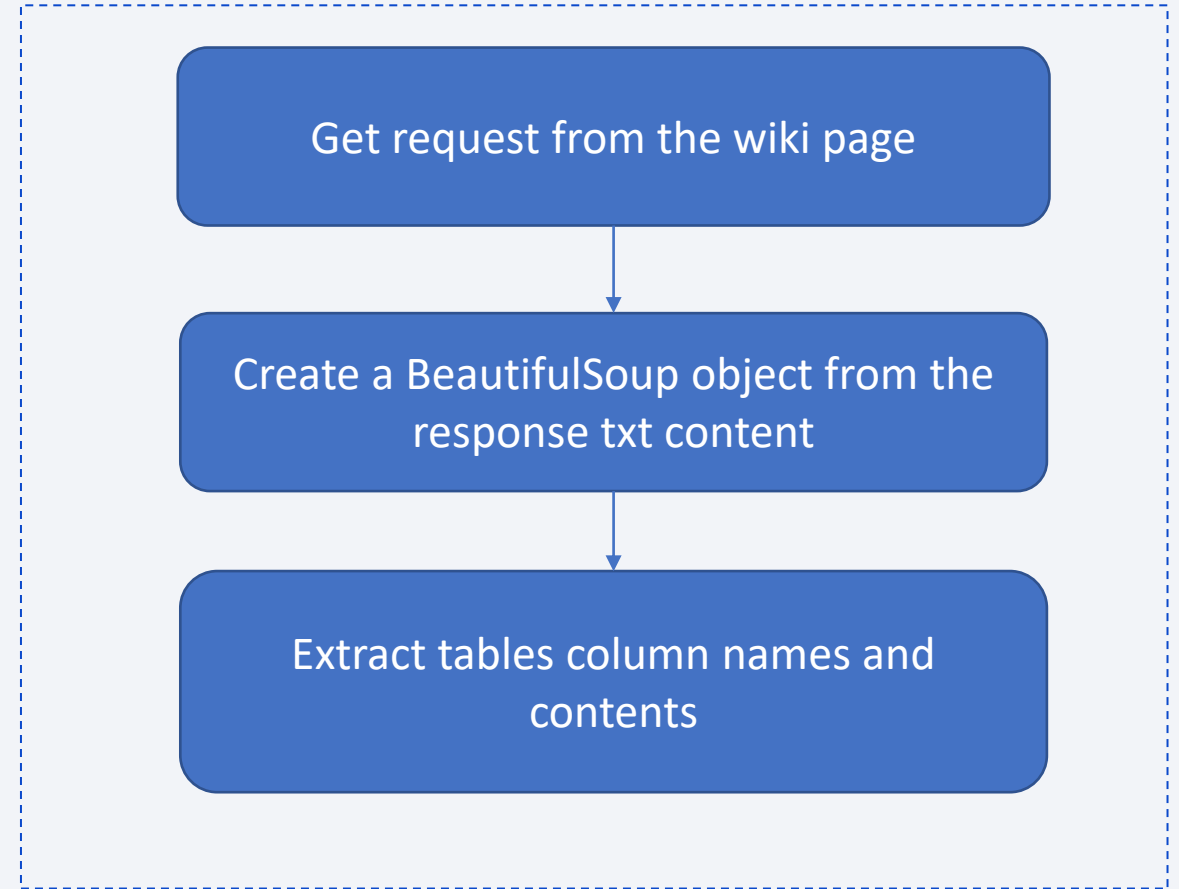 Get request from the wiki page
Create a BeautifulSoup object from the
response txt content
Extract tables column names and
contents